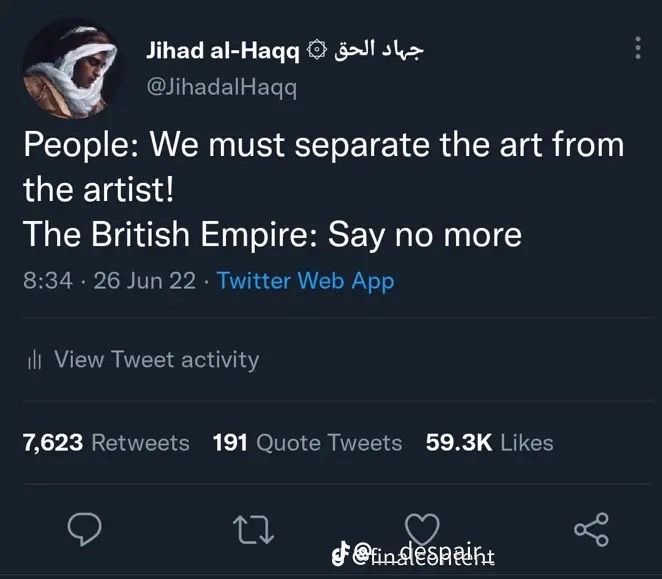 Jihad al-Haqq ۞ جهاد الحق
@JihadalHaqq
People: We must separate the art from
the artist!
The British Empire: Say no more
8:34 · 26 Jun 22 · Twitter Web App
View Tweet activity
7,623 Retweets 191 Quote Tweets 59.3K Likes
@__despair_
@finalcontent